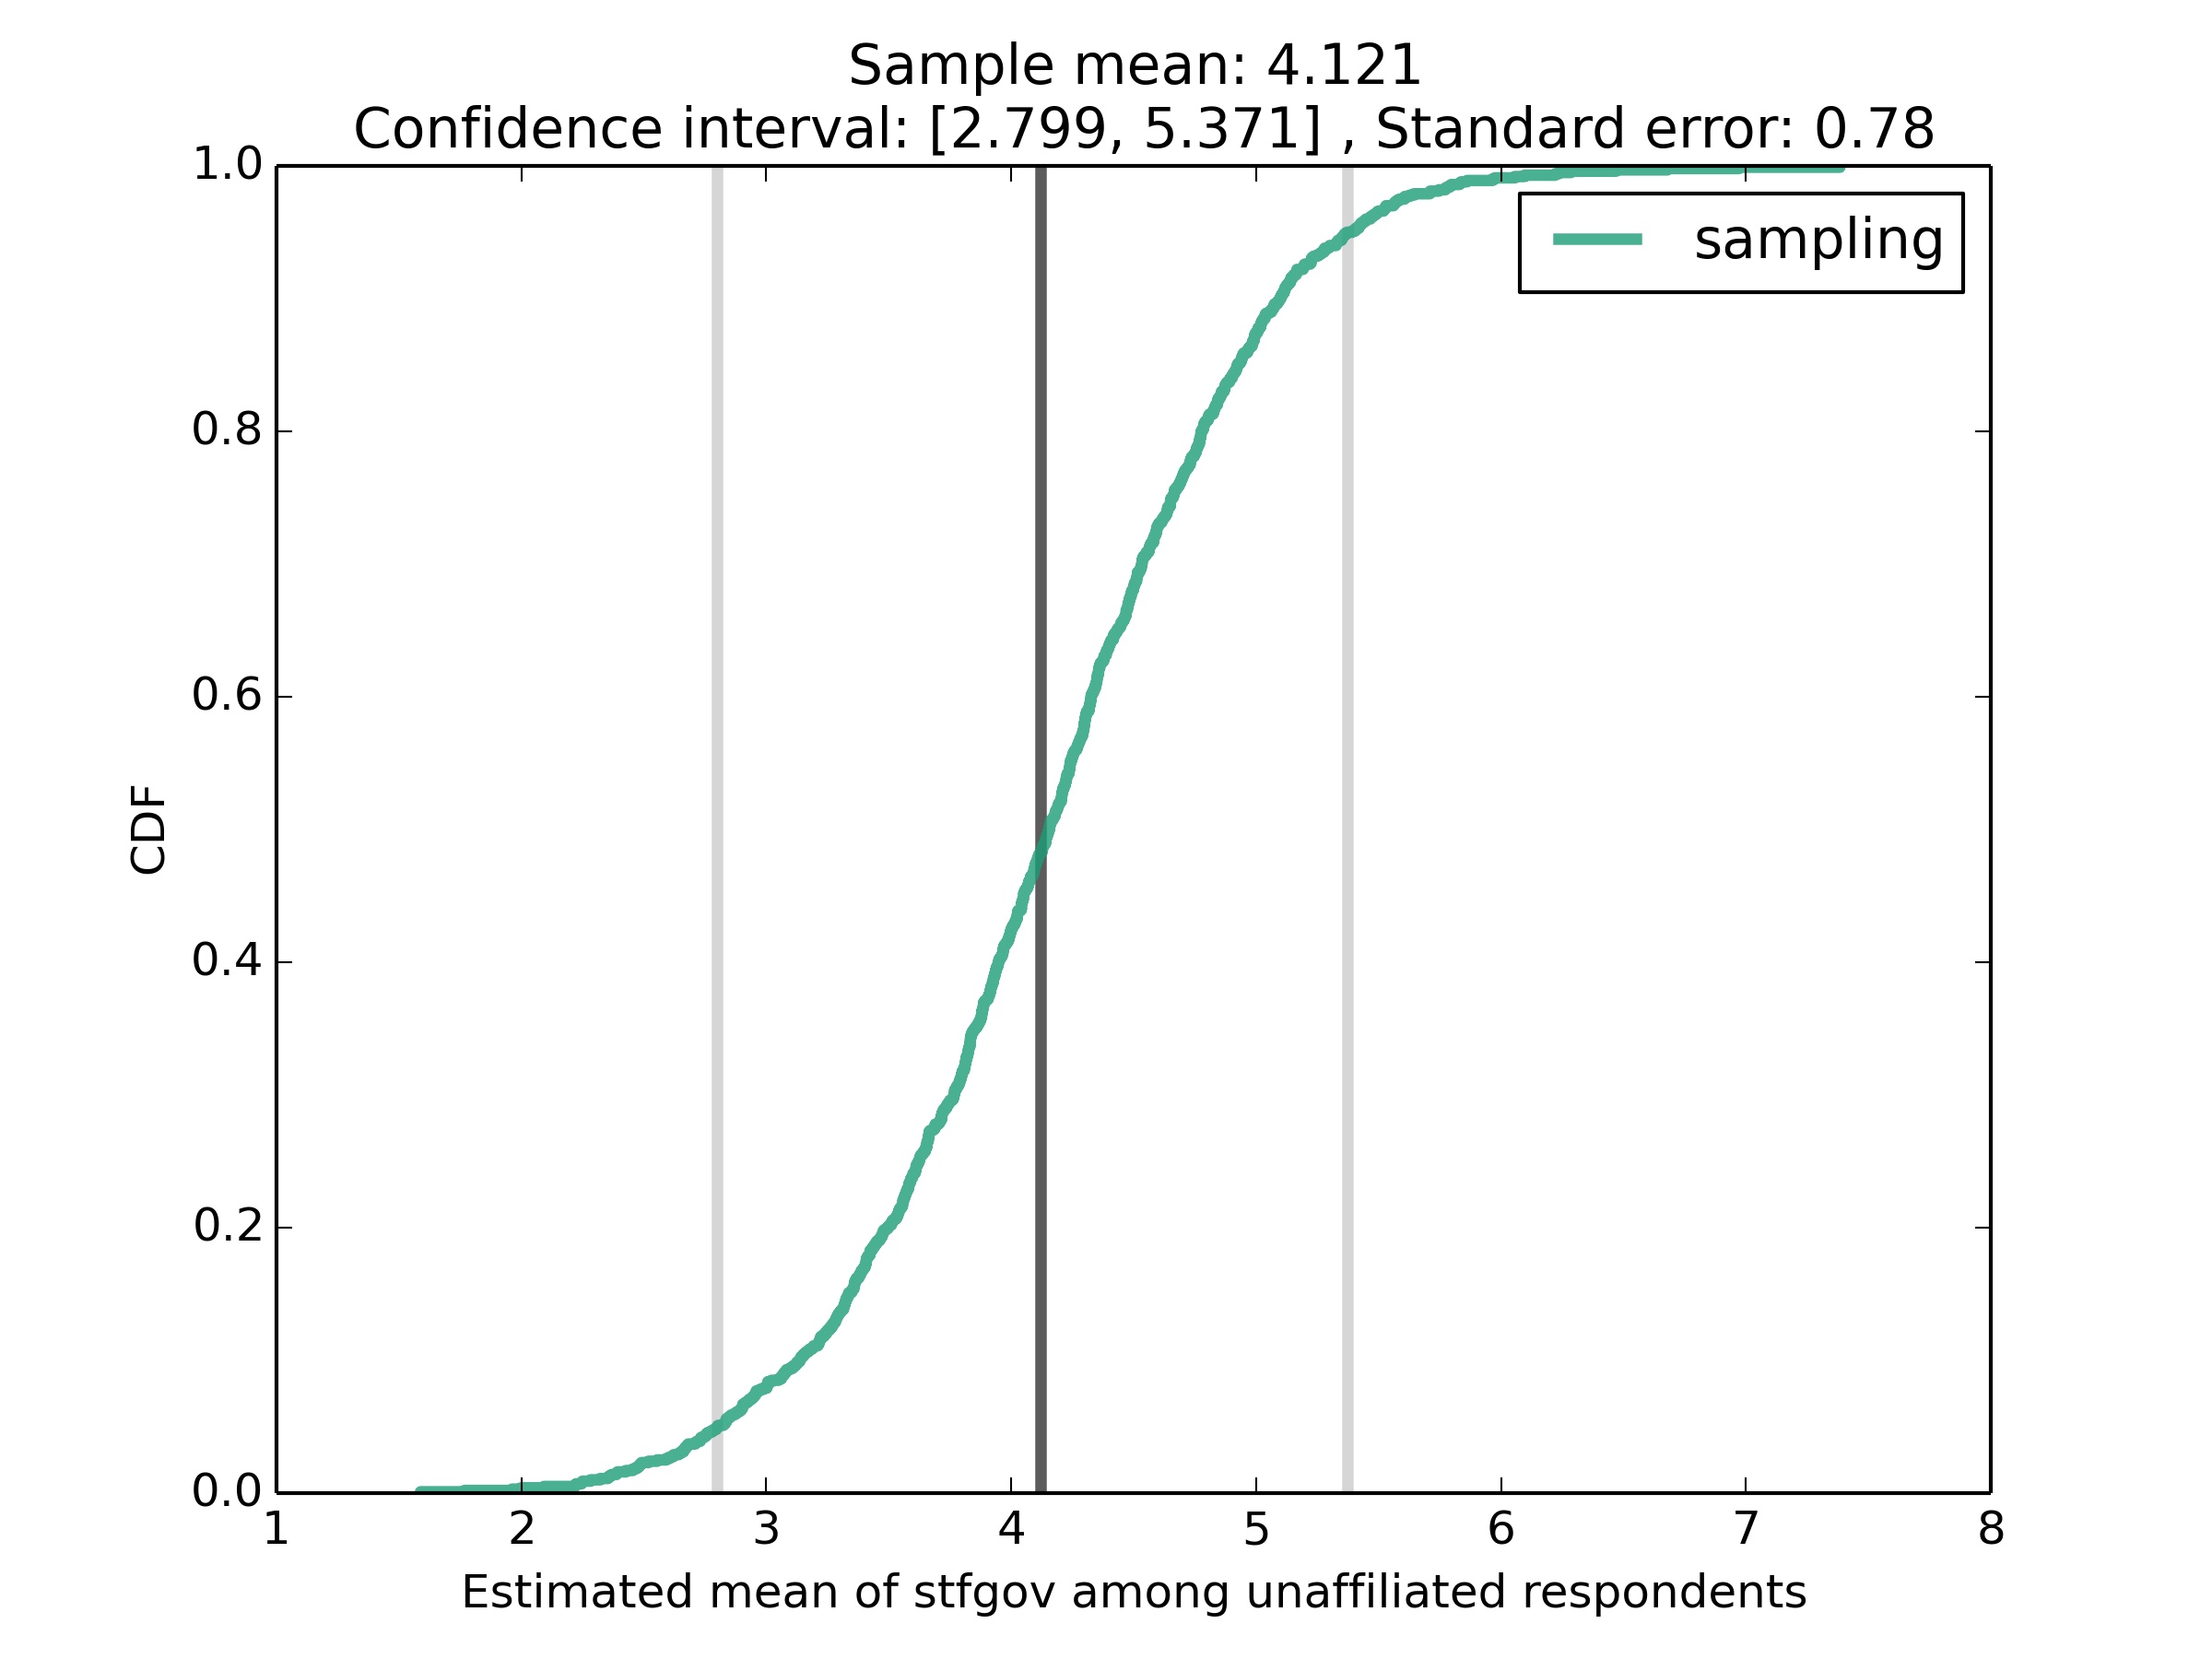 Sample mean: 4.121
Confidence interval: [2.799, 5.371] , Standard error: 0.78
1.0
0.8
0.6
0.4
0.2
0.0
CDF
sampling
1 2 3 4 5 6 7 8
Estimated mean of stfgov among unaffiliated respondents